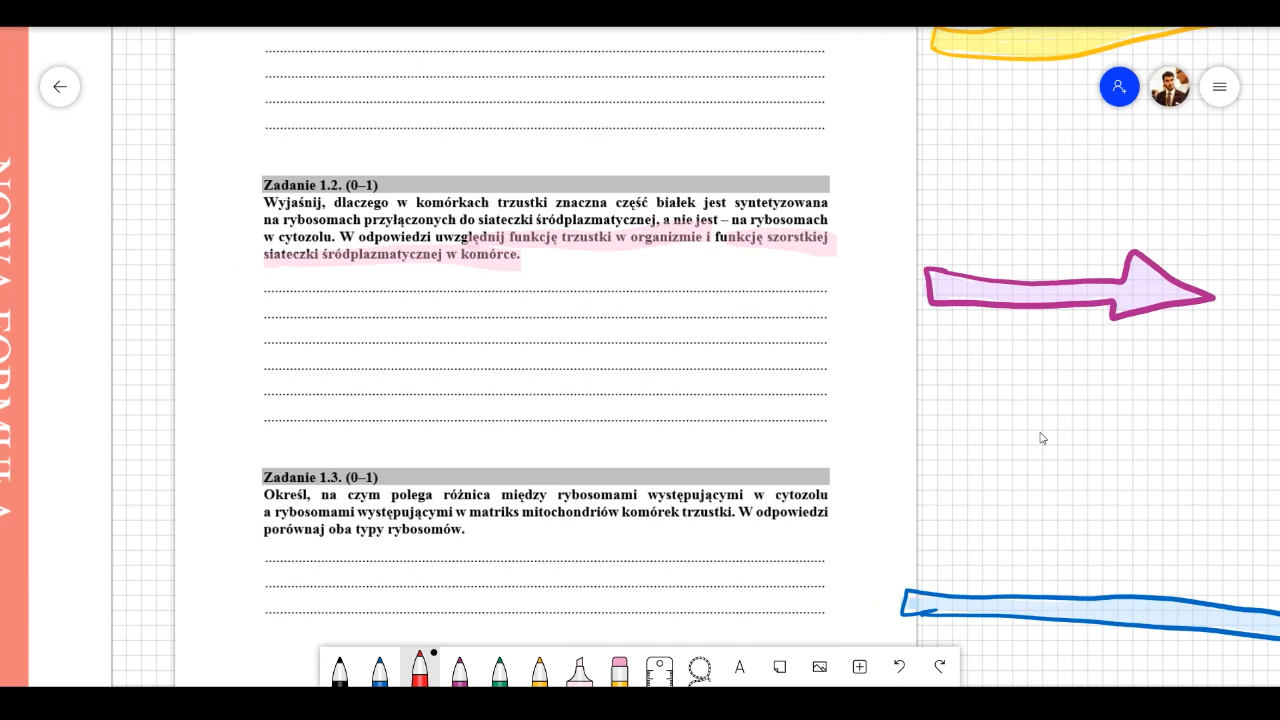 NOWA FORMUŁA
Zadanie 1.2. (0–1)
Wyjaśnij, dlaczego w komórkach trzustki znaczna część białek jest syntetyzowana
na rybosomach przyłączonych do siateczki śródplazmatycznej, a nie jest – na rybosomach
w cytozolu. W odpowiedzi uwzględnij funkcję trzustki w organizmie i funkcję szorstkiej
siateczki śródplazmatycznej w komórce.
Zadanie 1.3. (0–1)
Określ, na czym polega różnica między rybosomami występującymi w cytozolu
a rybosomami występującymi w matriks mitochondriów komórek trzustki. W odpowiedzi
porównaj oba typy rybosomów.
A